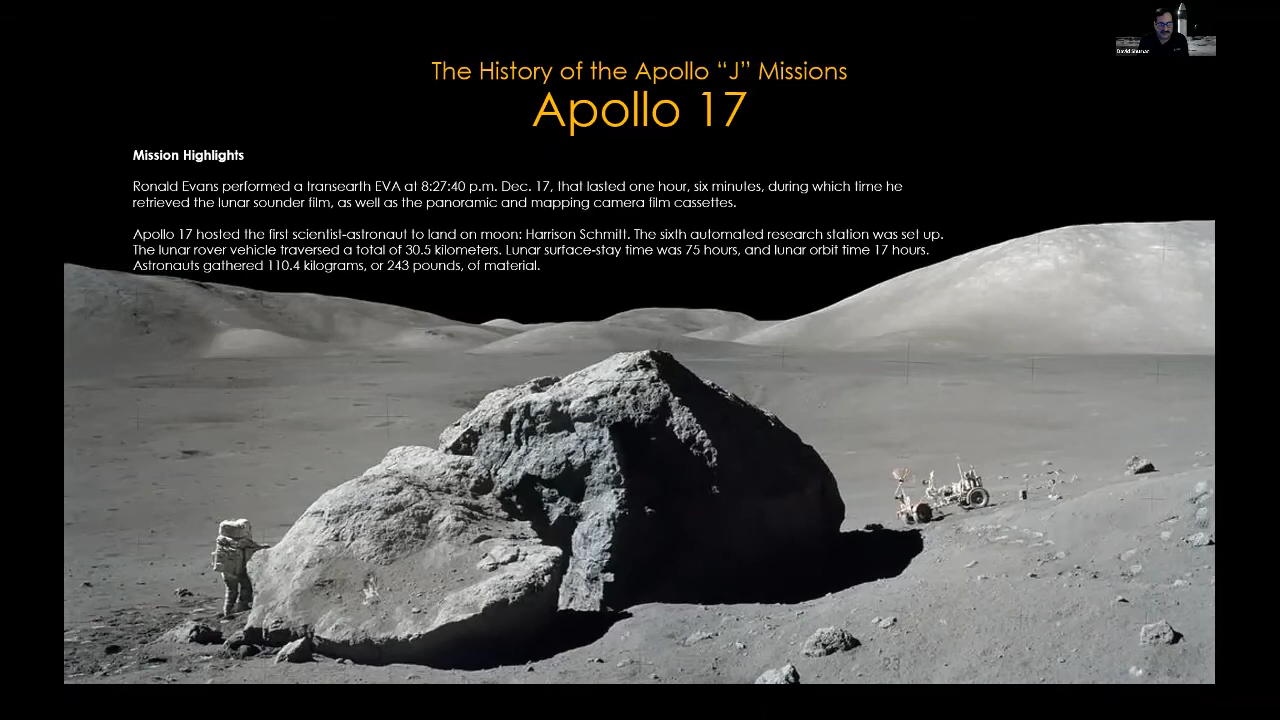 The History of the Apollo “J” Missions
Apollo 17
Mission Highlights
Ronald Evans performed a transearth EVA at 8:27:40 p.m. Dec. 17, that lasted one hour, six minutes, during which time he
retrieved the lunar sounder film, as well as the panoramic and mapping camera film cassettes.
Apollo 17 hosted the first scientist-astronaut to land on moon: Harrison Schmitt. The sixth automated research station was set up.
The lunar rover vehicle traversed a total of 30.5 kilometers. Lunar surface-stay time was 75 hours, and lunar orbit time 17 hours.
Astronauts gathered 110.4 kilograms, or 243 pounds, of material.
23